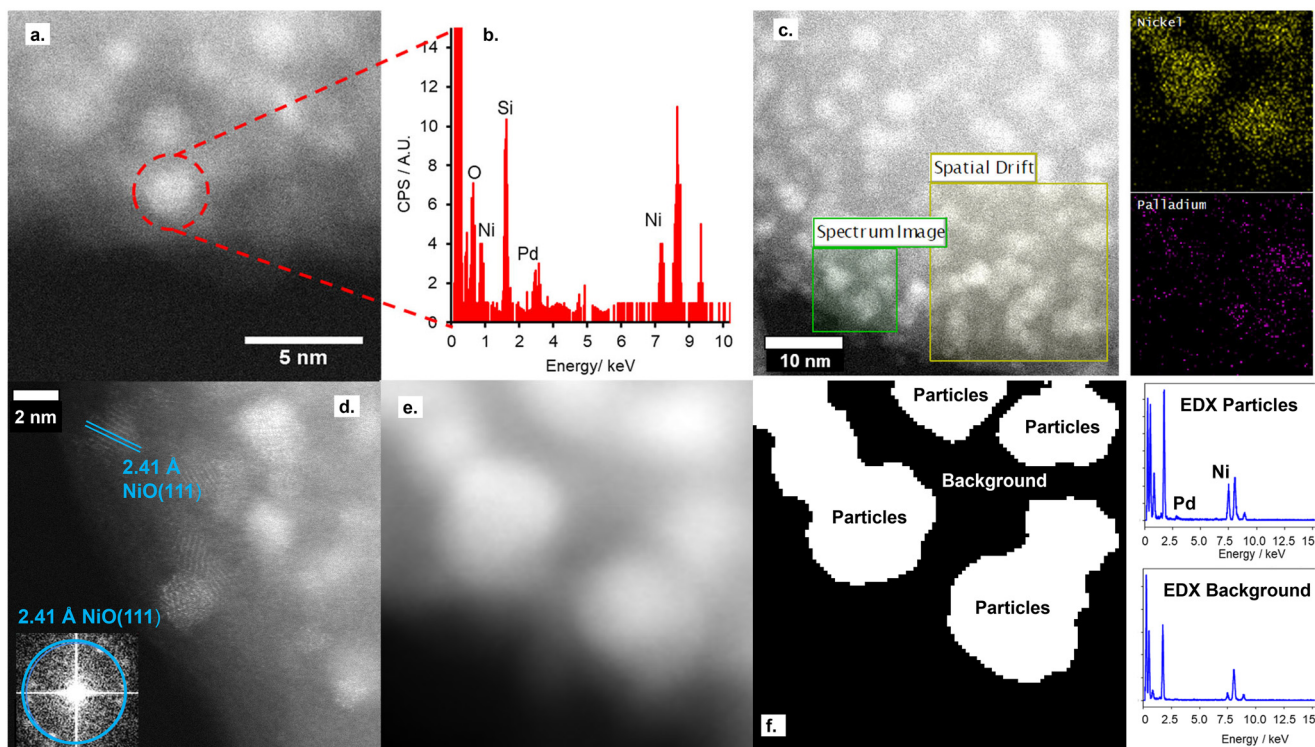 a.
5 nm
b.
CPS / A.U.
14
12
10
8
6
4
2
0
O
Ni
Si
Pd
Ni
0 1 2 3 4 5 6 7 8 9 10
Energy/ keV
c.
Spatial Drift
Spectrum Image
10 nm
Nickel
Palladium
2 nm
d.
2.41 Å
NiO(111)
2.41 Å NiO(111)
e.
Particles
Particles
Background
Particles
Particles
f.
EDX Particles
Ni
Pd
0.0 2.5 5.0 7.5 10.0 12.5 15
Energy / keV
EDX Background
0.0 2.5 5.0 7.5 10.0 12.5 15
Energy / keV